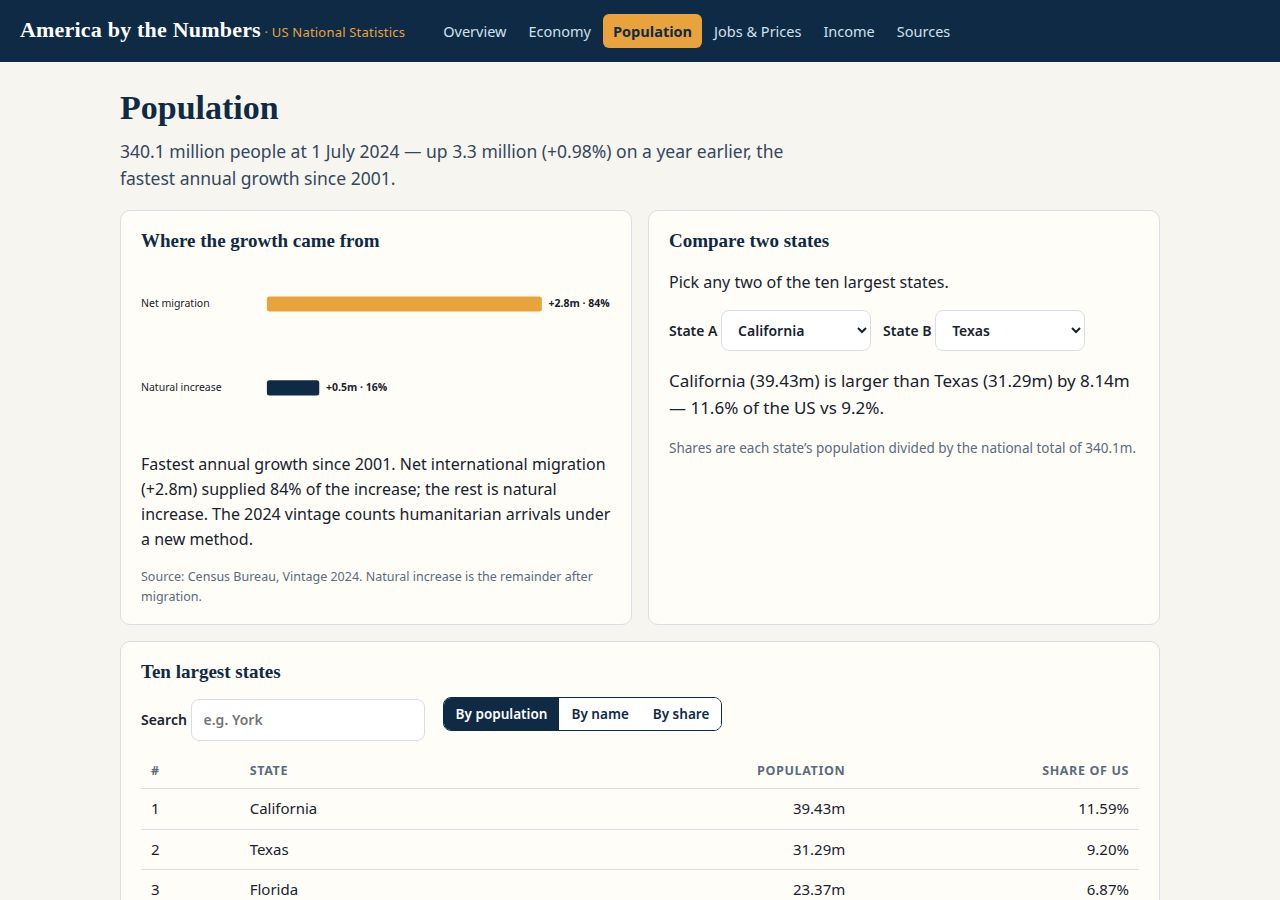 America by the Numbers · US National Statistics
Overview
Economy
Population
Jobs & Prices
Income
Sources
Population
340.1 million people at 1 July 2024 — up 3.3 million (+0.98%) on a year earlier, the
fastest annual growth since 2001.
Where the growth came from
Net migration
+2.8m · 84%
Natural increase
+0.5m · 16%
Fastest annual growth since 2001. Net international migration
(+2.8m) supplied 84% of the increase; the rest is natural
increase. The 2024 vintage counts humanitarian arrivals under
a new method.
Source: Census Bureau, Vintage 2024. Natural increase is the remainder after
migration.
Compare two states
Pick any two of the ten largest states.
State A California State B Texas
California (39.43m) is larger than Texas (31.29m) by 8.14m
— 11.6% of the US vs 9.2%.
Shares are each state’s population divided by the national total of 340.1m.
Ten largest states
Search e.g. York By population By name By share
# STATE POPULATION SHARE OF US
1 California 39.43m 11.59%
2 Texas 31.29m 9.20%
3 Florida 23.37m 6.87%